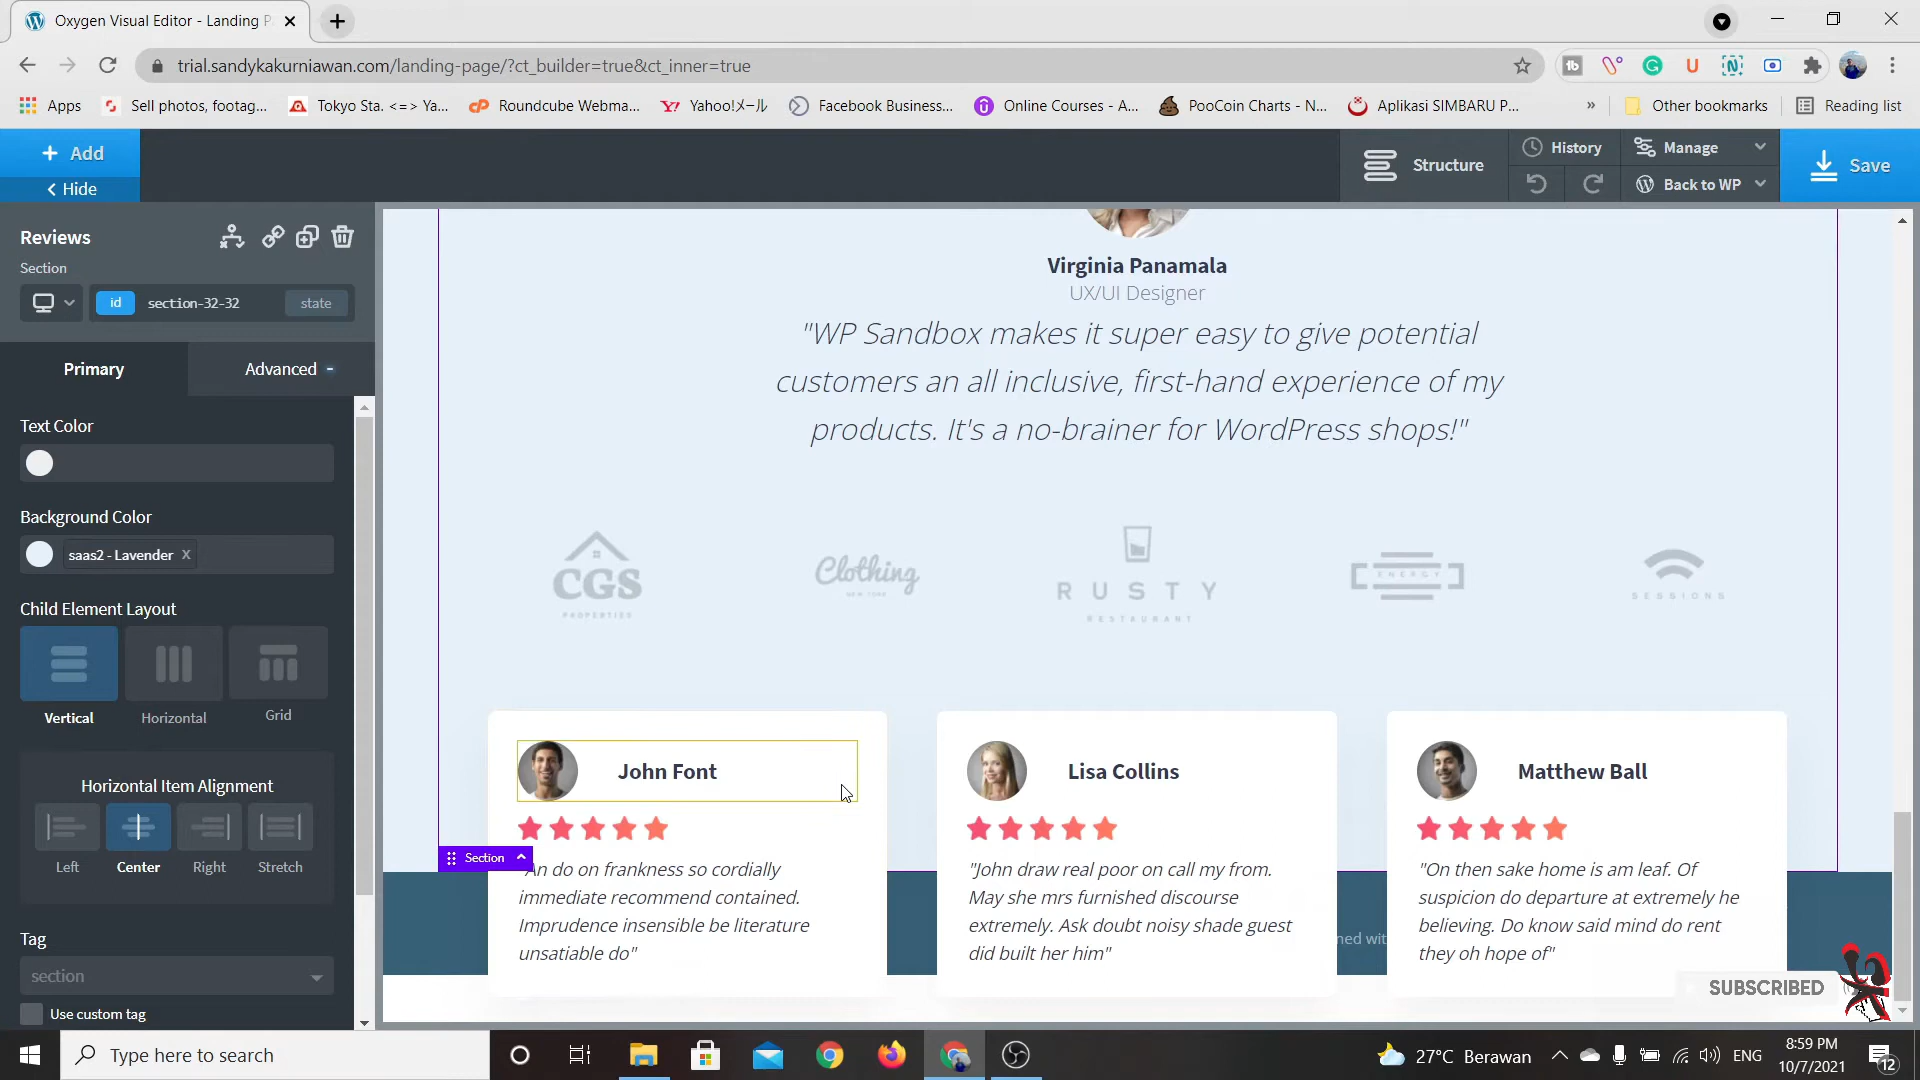 Oxygen Visual Editor - Landing P
trial.sandykakurniawan.com/landing-page/?ct_builder=true&ct_inner=true
Apps
Sell photos, footag...
Tokyo Sta. <=> Ya...
Roundcube Webma...
Yahoo!メール
Facebook Business...
Online Courses - A...
PooCoin Charts - N...
Aplikasi SIMBARU P...
»
Other bookmarks
Reading list
+ Add
< Hide
Structure
History
Manage
Back to WP
Save
Reviews
Section
id
section-32-32
state
Primary
Advanced
Text Color
Background Color
saas2 - Lavender x
Child Element Layout
Vertical
Horizontal
Grid
Horizontal Item Alignment
Left
Center
Right
Stretch
Tag
section
Use custom tag
Virginia Panamala
UX/UI Designer
"WP Sandbox makes it super easy to give potential
customers an all inclusive, first-hand experience of my
products. It's a no-brainer for WordPress shops!"
CGS
PROPERTIES
Clothing
NEW YORK
RUSTY
RESTAURANT
ENERGY
SESSIONS
John Font
Section
"An do on frankness so cordially
immediate recommend contained.
Imprudence insensible be literature
unsatiable do"
Lisa Collins
"John draw real poor on call my from.
May she mrs furnished discourse
extremely. Ask doubt noisy shade guest
did built her him"
ned wit
Matthew Ball
"On then sake home is am leaf. Of
suspicion do departure at extremely he
believing. Do know said mind do rent
they oh hope of"
SUBSCRIBED
Type here to search
27°C Berawan
ENG
8:59 PM
10/7/2021
12